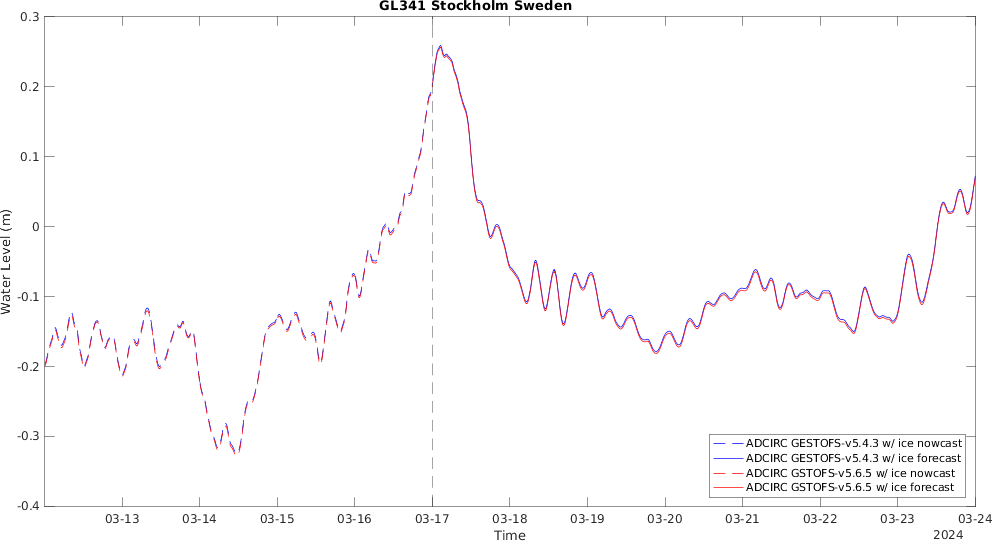 GL341 Stockholm Sweden
0.3
0.2
0.1
0
-0.1
-0.2
-0.3
-0.4
Water Level (m)
ADCIRC GESTOFS-v5.4.3 w/ ice nowcast
ADCIRC GESTOFS-v5.4.3 w/ ice forecast
ADCIRC GSTOFS-v5.6.5 w/ ice nowcast
ADCIRC GSTOFS-v5.6.5 w/ ice forecast
03-13 03-14 03-15 03-16 03-17 03-18 03-19 03-20 03-21 03-22 03-23 03-24
Time
2024